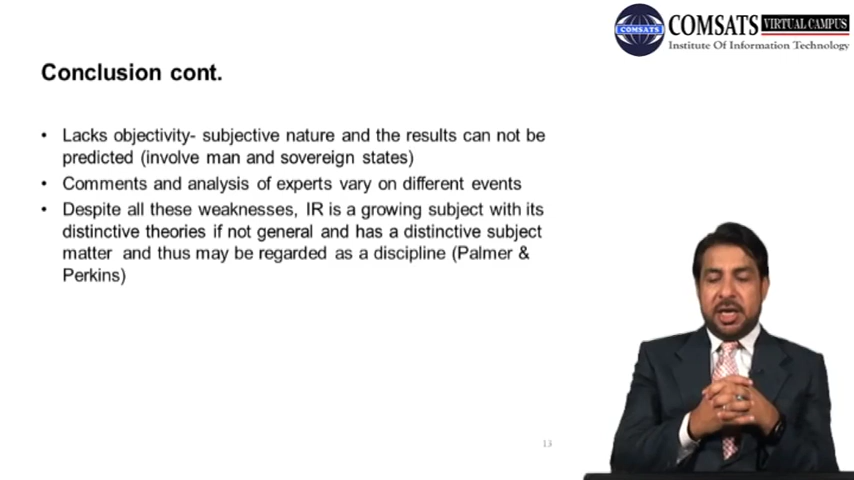 COMSATS VIRTUAL CAMPUS
COMSATS
Institute Of Information Technology
Conclusion cont.
• Lacks objectivity- subjective nature and the results can not be
predicted (involve man and sovereign states)
• Comments and analysis of experts vary on different events
• Despite all these weaknesses, IR is a growing subject with its
distinctive theories if not general and has a distinctive subject
matter and thus may be regarded as a discipline (Palmer &
Perkins)
13